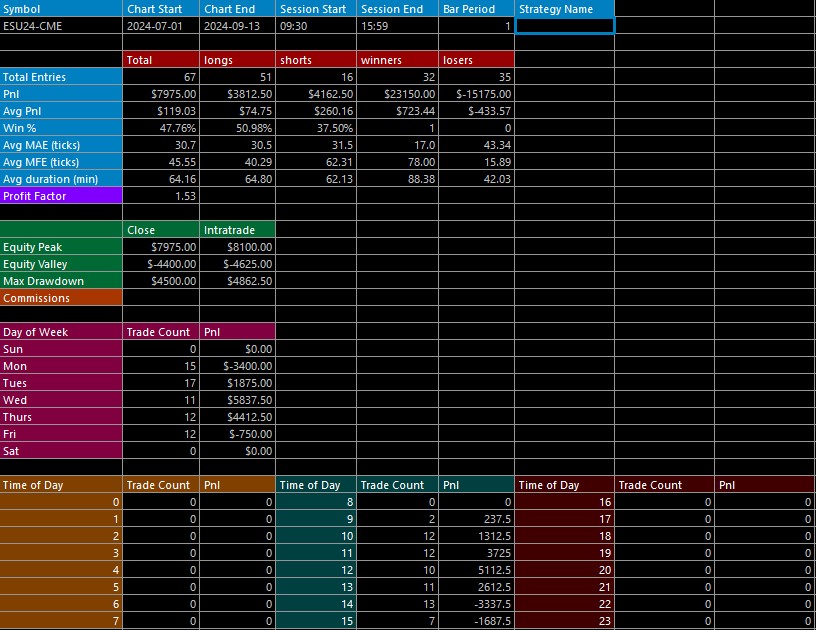 Symbol Chart Start Chart End Session Start Session End Bar Period Strategy Name
ESU24-CME 2024-07-01 2024-09-13 09:30 15:59 1
Total longs shorts winners losers
Total Entries 67 51 16 32 35
Pnl $7975.00 $3812.50 $4162.50 $23150.00 $-15175.00
Avg Pnl $119.03 $74.75 $260.16 $723.44 $-433.57
Win % 47.76% 50.98% 37.50% 1 0
Avg MAE (ticks) 30.7 30.5 31.5 17.0 43.34
Avg MFE (ticks) 45.55 40.29 62.31 78.00 15.89
Avg duration (min) 64.16 64.80 62.13 88.38 42.03
Profit Factor 1.53
Close Intratrade
Equity Peak $7975.00 $8100.00
Equity Valley $-4400.00 $-4625.00
Max Drawdown $4500.00 $4862.50
Commissions
Day of Week Trade Count Pnl
Sun 0 $0.00
Mon 15 $-3400.00
Tues 17 $1875.00
Wed 11 $5837.50
Thurs 12 $4412.50
Fri 12 $-750.00
Sat 0 $0.00
Time of Day Trade Count Pnl Time of Day Trade Count Pnl Time of Day Trade Count Pnl
0 0 0 8 0 0 16 0 0
1 0 0 9 2 237.5 17 0 0
2 0 0 10 12 1312.5 18 0 0
3 0 0 11 12 3725 19 0 0
4 0 0 12 10 5112.5 20 0 0
5 0 0 13 11 2612.5 21 0 0
6 0 0 14 13 -3337.5 22 0 0
7 0 0 15 7 -1687.5 23 0 0